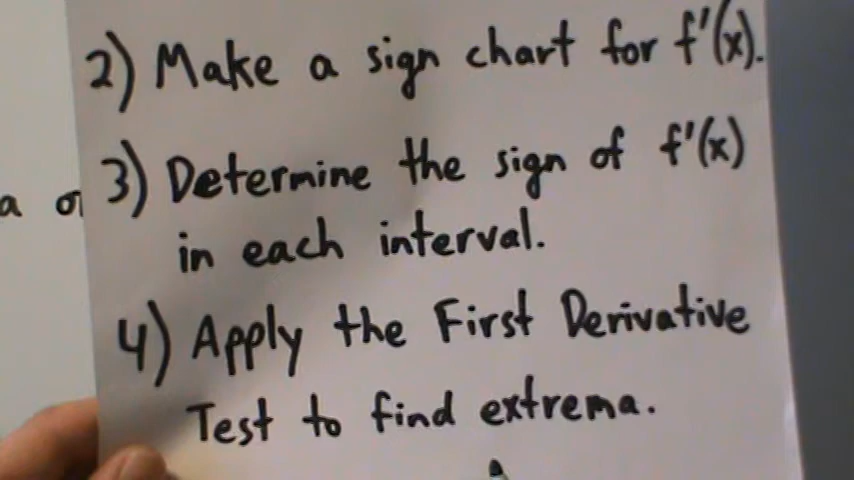 2) Make a sign chart for f'(x).
3) Determine the sign of f'(x)
in each interval.
4) Apply the First Derivative
Test to find extrema.